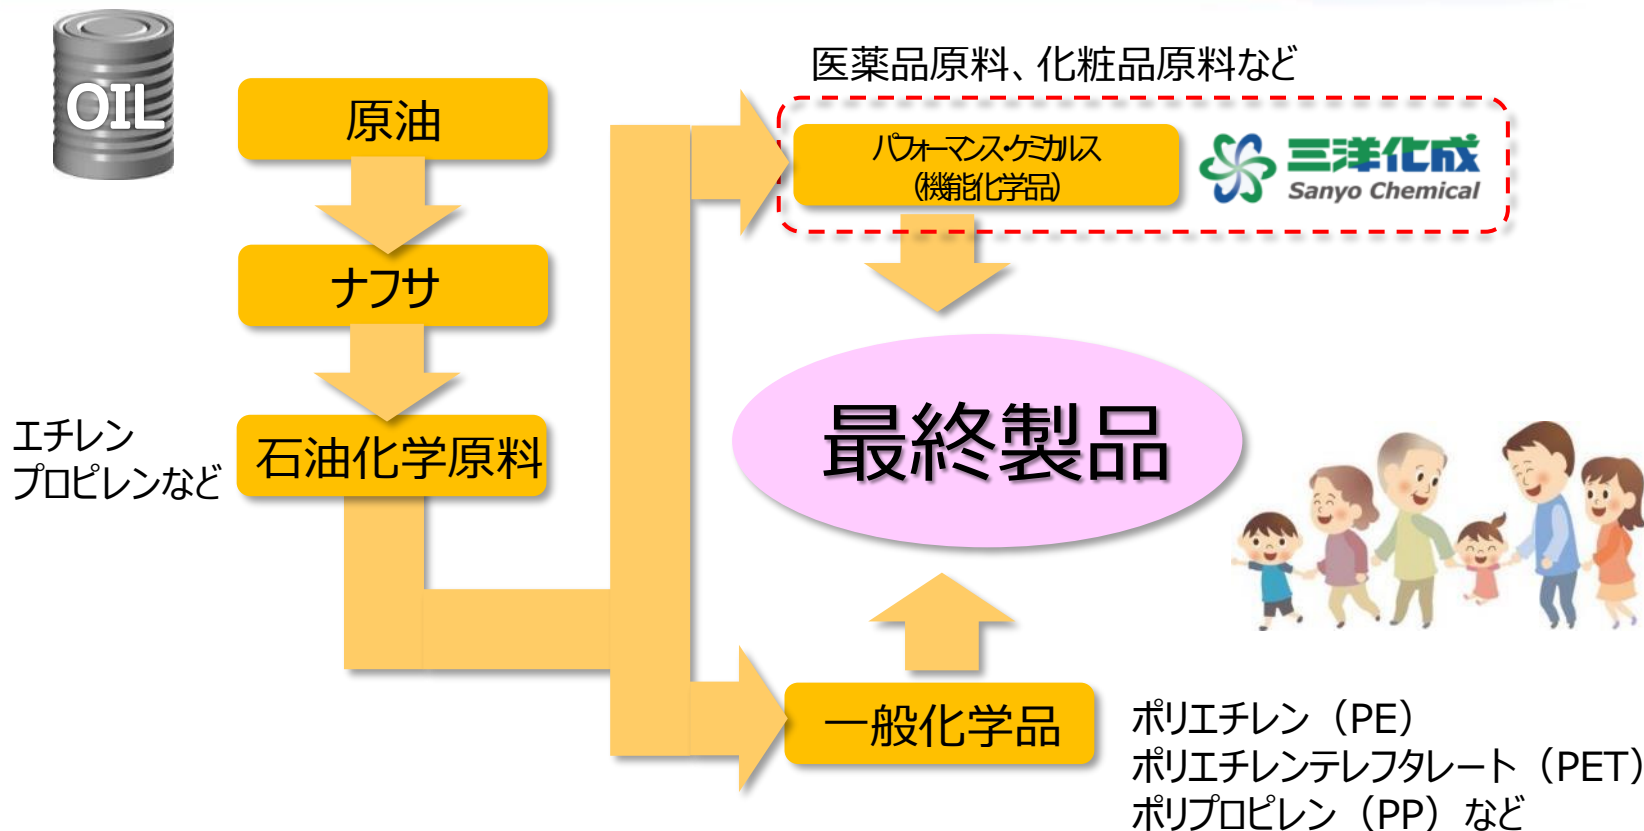 OIL
原油
ナフサ
エチレン
プロピレンなど
石油化学原料
医薬品原料、化粧品原料など
パフォーマンス・ケミカルス
(機能化学品)
三洋化成
Sanyo Chemical
最終製品
一般化学品
ポリエチレン（PE）
ポリエチレンテレフタレート（PET）
ポリプロピレン（PP）など